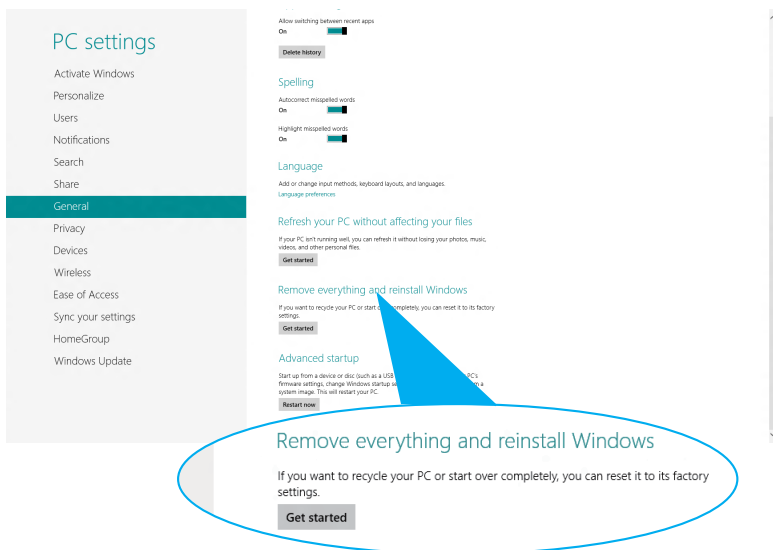 PC settings
Activate Windows
Personalize
Users
Notifications
Search
Share
General
Privacy
Devices
Wireless
Ease of Access
Sync your settings
HomeGroup
Windows Update
Allow switching between recent apps
On
Delete history
Spelling
Autocorrect misspelled words
On
Highlight misspelled words
On
Language
Add or change input methods, keyboard layouts, and languages.
Language preferences
Refresh your PC without affecting your files
If your PC isn't running well, you can refresh it without losing your photos, music,
videos, and other personal files.
Get started
Remove everything and reinstall Windows
If you want to recycle your PC or start completely, you can reset it to its factory
settings.
Get started
Advanced startup
Start up from a device or disc (such as a USB PC's
firmware settings, change Windows startup a
system image. This will restart your PC.
Restart now
Remove everything and reinstall Windows
If you want to recycle your PC or start over completely, you can reset it to its factory
settings.
Get started